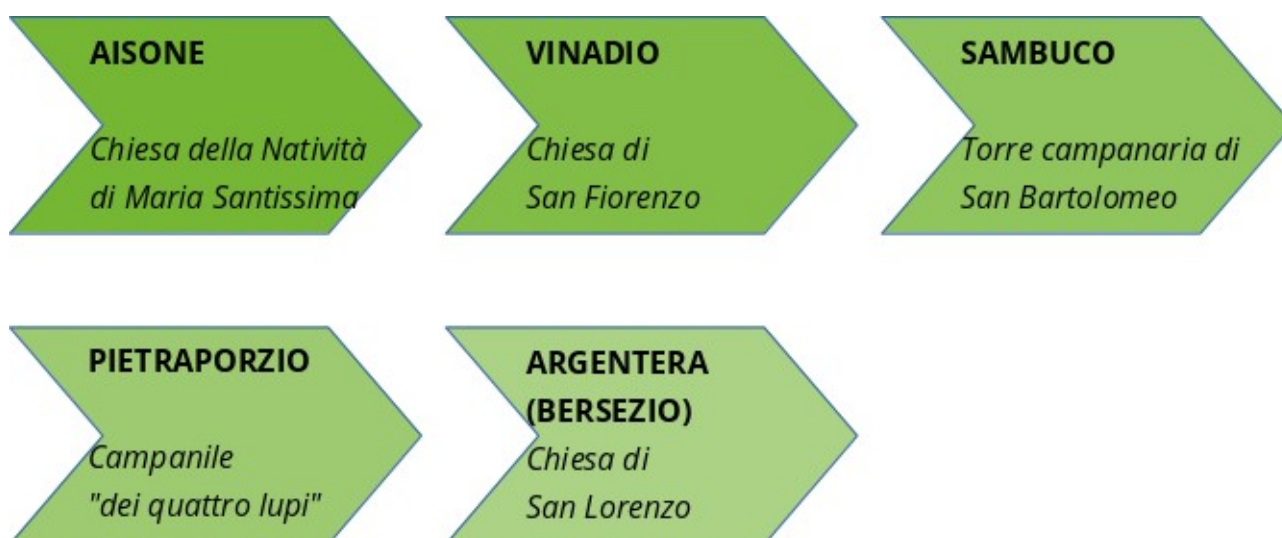 AISONE
Chiesa della Natività
di Maria Santissima
VINADIO
Chiesa di
San Fiorenzo
SAMBUCO
Torre campanaria di
San Bartolomeo
PIETRAPORZIO
Campanile
"dei quattro lupi"
ARGENTERA
(BERSEZIO)
Chiesa di
San Lorenzo